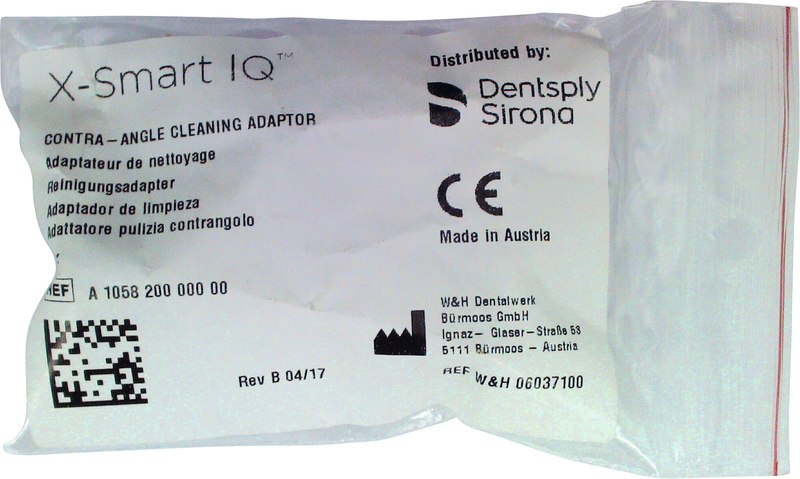 X-Smart IQ™
CONTRA-ANGLE CLEANING ADAPTOR
Adaptateur de nettoyage
Reinigungsadapter
Adaptador de limpieza
Adattatore pulizia contrangolo
REF A 1058 200 000 00
Rev B 04/17
Distributed by:
Dentsply
Sirona
CE
Made in Austria
W&H Dentalwerk
Bürmoos GmbH
Ignaz- Glaser-Straße 53
5111 Bürmoos - Austria
REF W&H 06037100